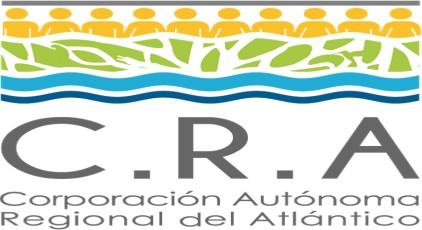 C.R.A
Corporación Autónoma
Regional del Atlántico